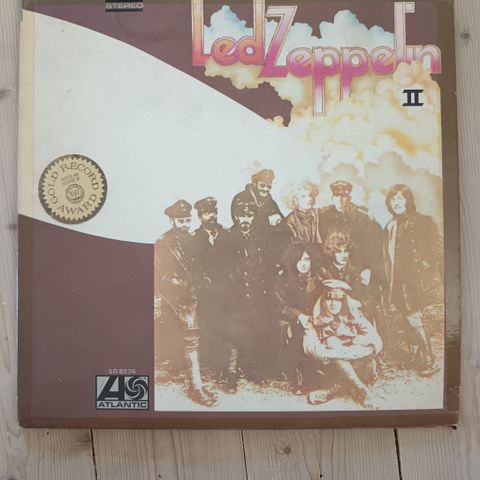 STEREO
Led Zeppelin
II
GOLD RECORD
AWARD
SD 8236
ATLANTIC